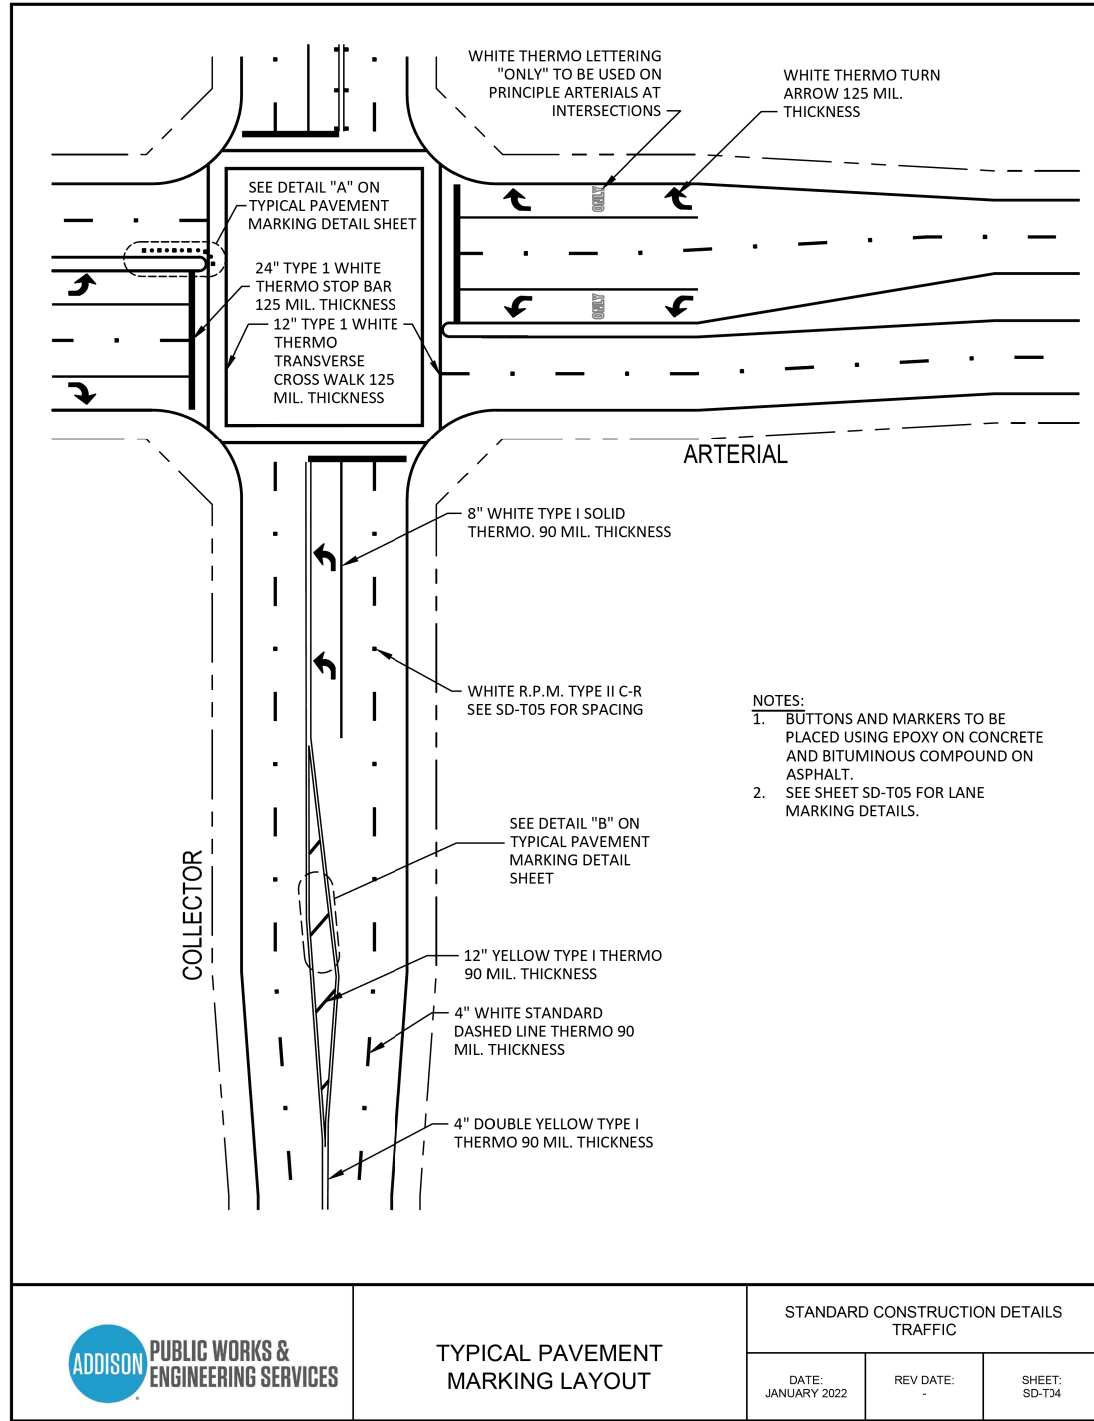 WHITE THERMO LETTERING
"ONLY" TO BE USED ON
PRINCIPLE ARTERIALS AT
INTERSECTIONS
WHITE THERMO TURN
ARROW 125 MIL.
THICKNESS
ONLY
ONLY
SEE DETAIL "A" ON
TYPICAL PAVEMENT
MARKING DETAIL SHEET
24" TYPE 1 WHITE
THERMO STOP BAR
125 MIL. THICKNESS
12" TYPE 1 WHITE
THERMO
TRANSVERSE
CROSS WALK 125
MIL. THICKNESS
ARTERIAL
8" WHITE TYPE I SOLID
THERMO. 90 MIL. THICKNESS
WHITE R.P.M. TYPE II C-R
SEE SD-T05 FOR SPACING
NOTES:
1. BUTTONS AND MARKERS TO BE
PLACED USING EPOXY ON CONCRETE
AND BITUMINOUS COMPOUND ON
ASPHALT.
2. SEE SHEET SD-T05 FOR LANE
MARKING DETAILS.
SEE DETAIL "B" ON
TYPICAL PAVEMENT
MARKING DETAIL
SHEET
COLLECTOR
12" YELLOW TYPE I THERMO
90 MIL. THICKNESS
4" WHITE STANDARD
DASHED LINE THERMO 90
MIL. THICKNESS
4" DOUBLE YELLOW TYPE I
THERMO 90 MIL. THICKNESS
ADDISON
PUBLIC WORKS &
ENGINEERING SERVICES
TYPICAL PAVEMENT
MARKING LAYOUT
STANDARD CONSTRUCTION DETAILS
TRAFFIC
DATE:
JANUARY 2022
REV DATE:
-
SHEET:
SD-T04